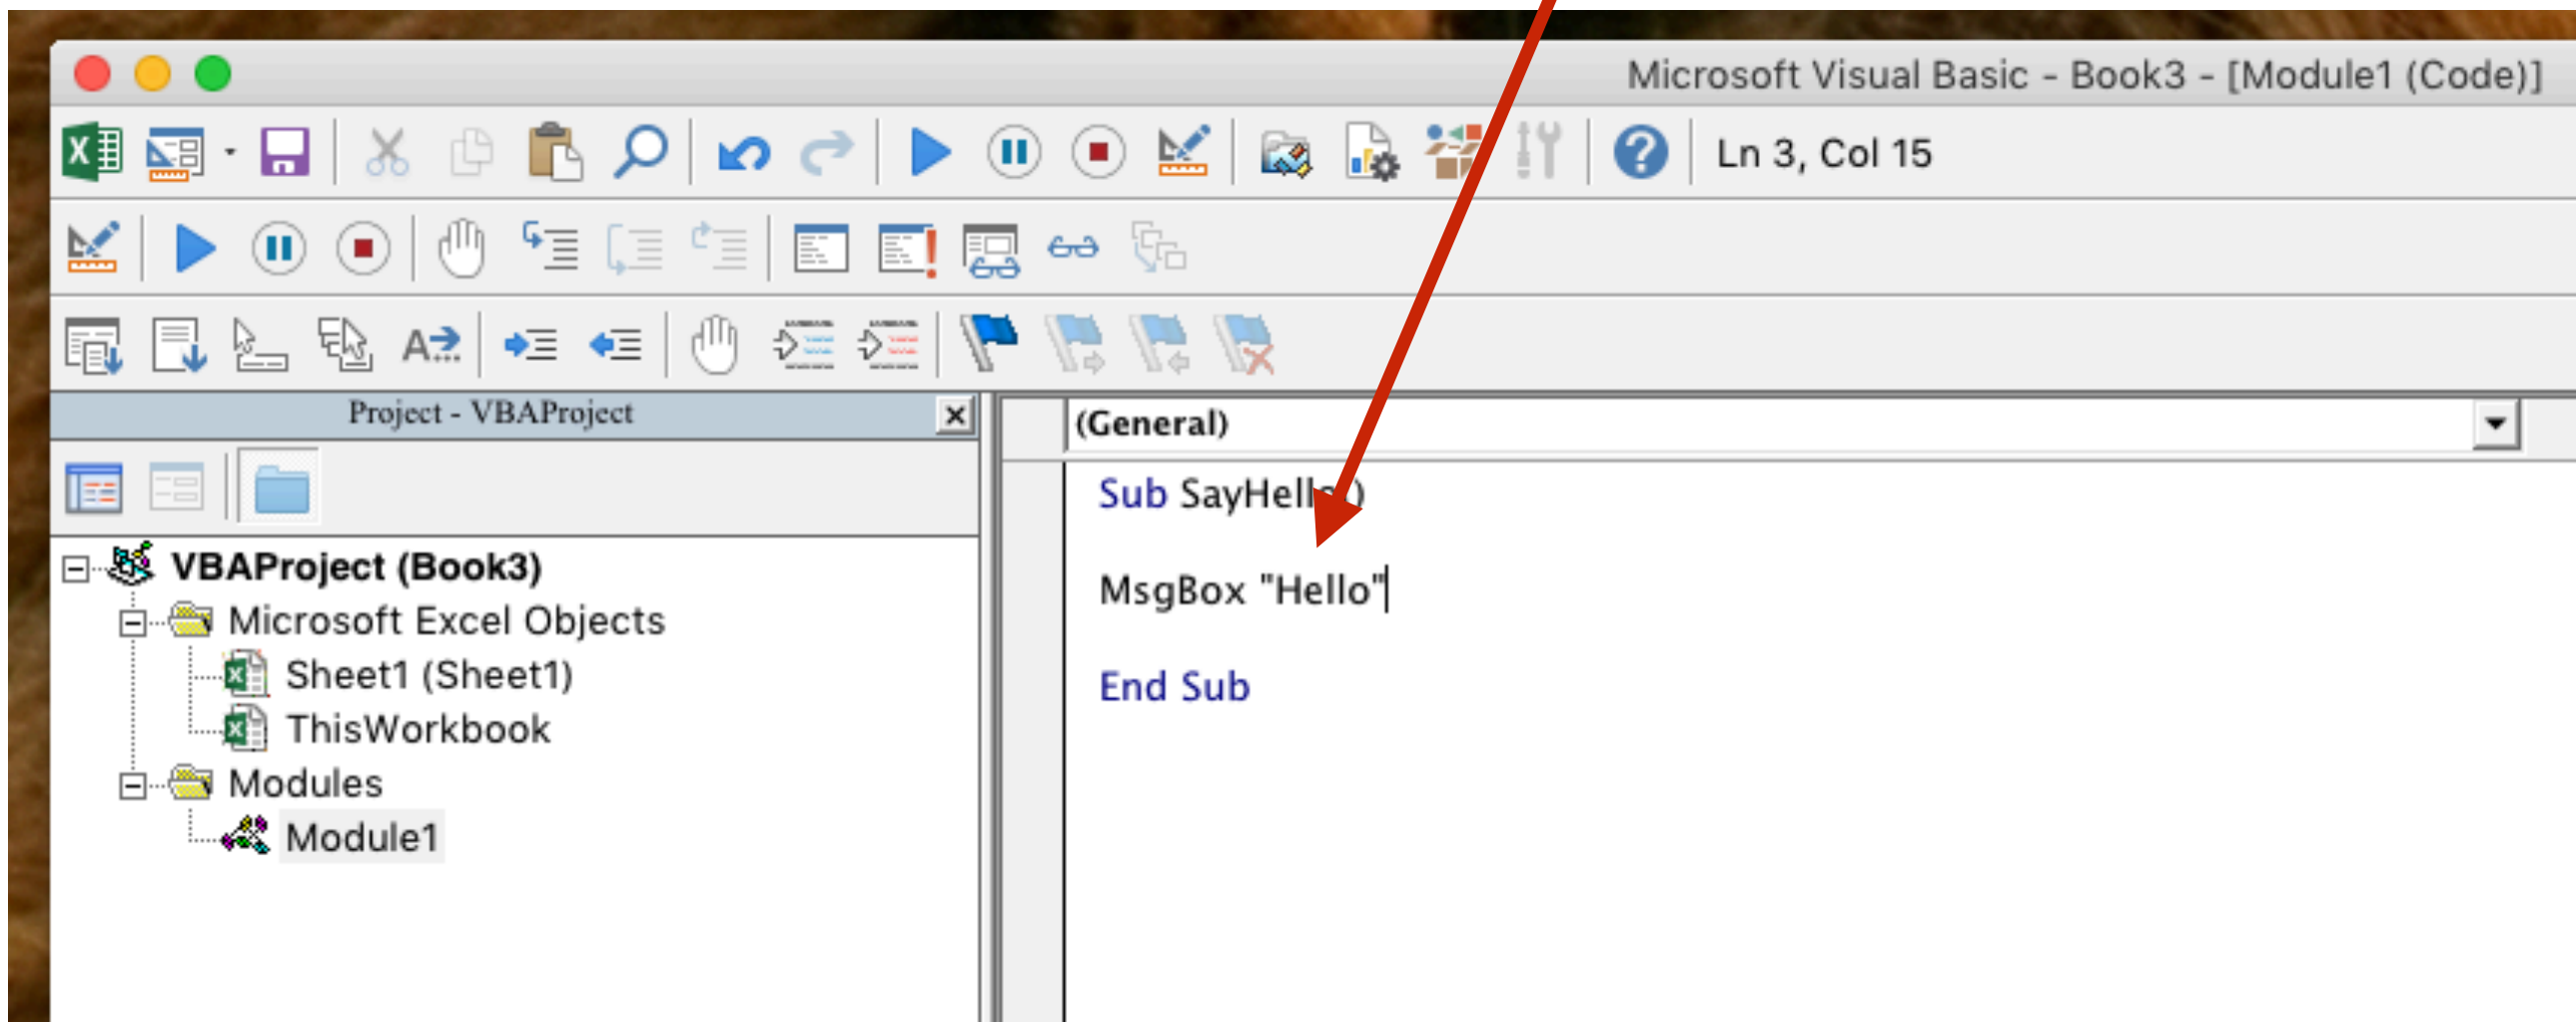 Microsoft Visual Basic - Book3 - [Module1 (Code)]
Ln 3, Col 15
Project - VBAProject
(General)
VBAProject (Book3)
Microsoft Excel Objects
Sheet1 (Sheet1)
ThisWorkbook
Modules
Module1
Sub SayHello()
MsgBox "Hello"
End Sub